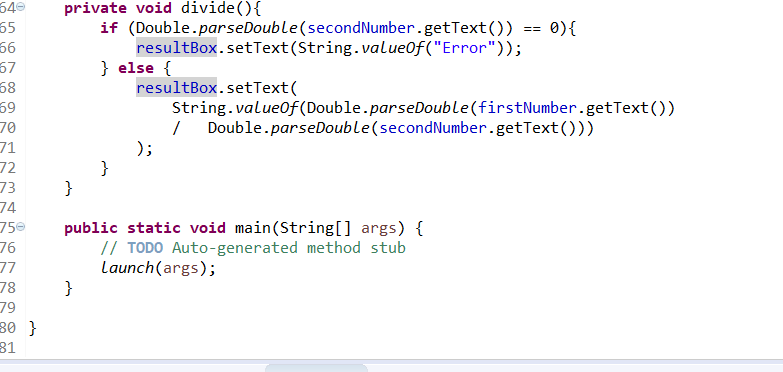 64    private void divide(){
65        if (Double.parseDouble(secondNumber.getText()) == 0){
66            resultBox.setText(String.valueOf("Error"));
67        } else {
68            resultBox.setText(
69                String.valueOf(Double.parseDouble(firstNumber.getText())
70                /   Double.parseDouble(secondNumber.getText()))
71            );
72        }
73    }
74
75    public static void main(String[] args) {
76        // TODO Auto-generated method stub
77        launch(args);
78    }
79
80 }
81